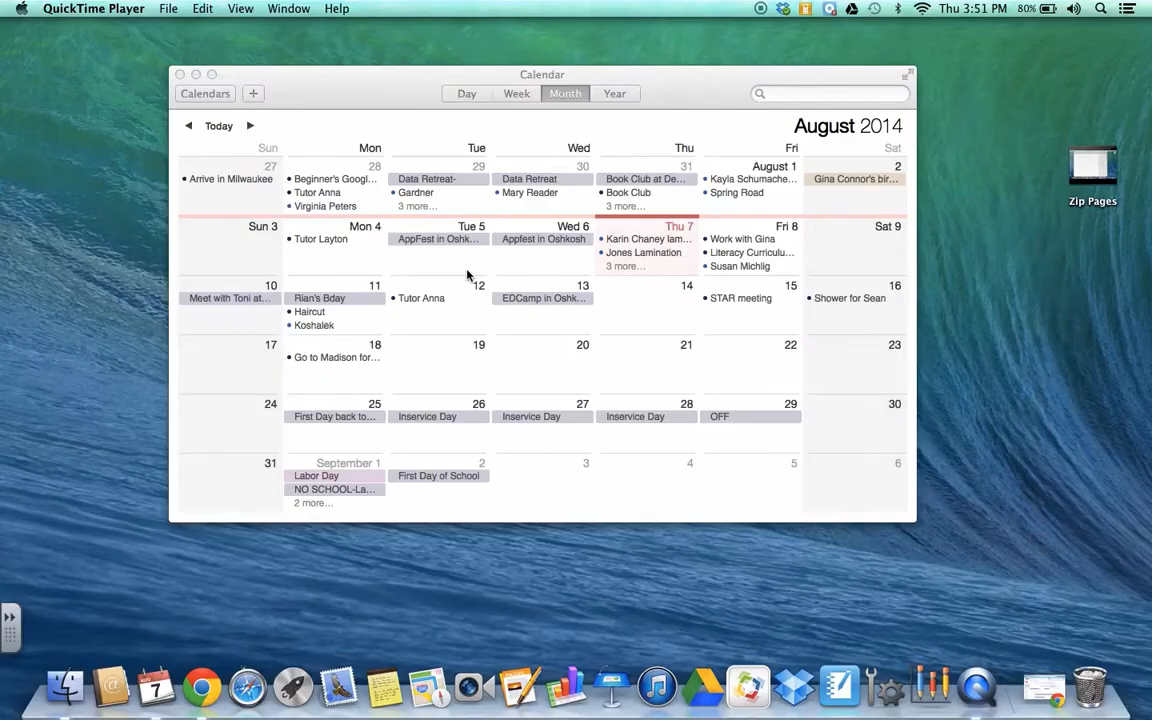 QuickTime Player File Edit View Window Help Thu 3:51 PM 80%
Calendar
Calendars + Day Week Month Year
Today August 2014
Sun Mon Tue Wed Thu Fri Sat
27 28 29 30 31 August 1 2
Arrive in Milwaukee Beginner's Googl... Data Retreat- Data Retreat Book Club at De... Kayla Schumache... Gina Connor's bir...
Tutor Anna Gardner Mary Reader Book Club Spring Road
Virginia Peters 3 more... 3 more...
Sun 3 Mon 4 Tue 5 Wed 6 Thu 7 Fri 8 Sat 9
Tutor Layton AppFest in Oshk... Appfest in Oshkosh Karin Chaney lam... Work with Gina
Jones Lamination Literacy Curriculu...
3 more... Susan Michlig
10 11 12 13 14 15 16
Meet with Toni at... Rian's Bday Tutor Anna EDCamp in Oshk... STAR meeting Shower for Sean
Haircut
Koshalek
17 18 19 20 21 22 23
Go to Madison for...
24 25 26 27 28 29 30
First Day back to... Inservice Day Inservice Day Inservice Day OFF
31 September 1 2 3 4 5 6
Labor Day First Day of School
NO SCHOOL-La...
2 more...
Zip Pages
7